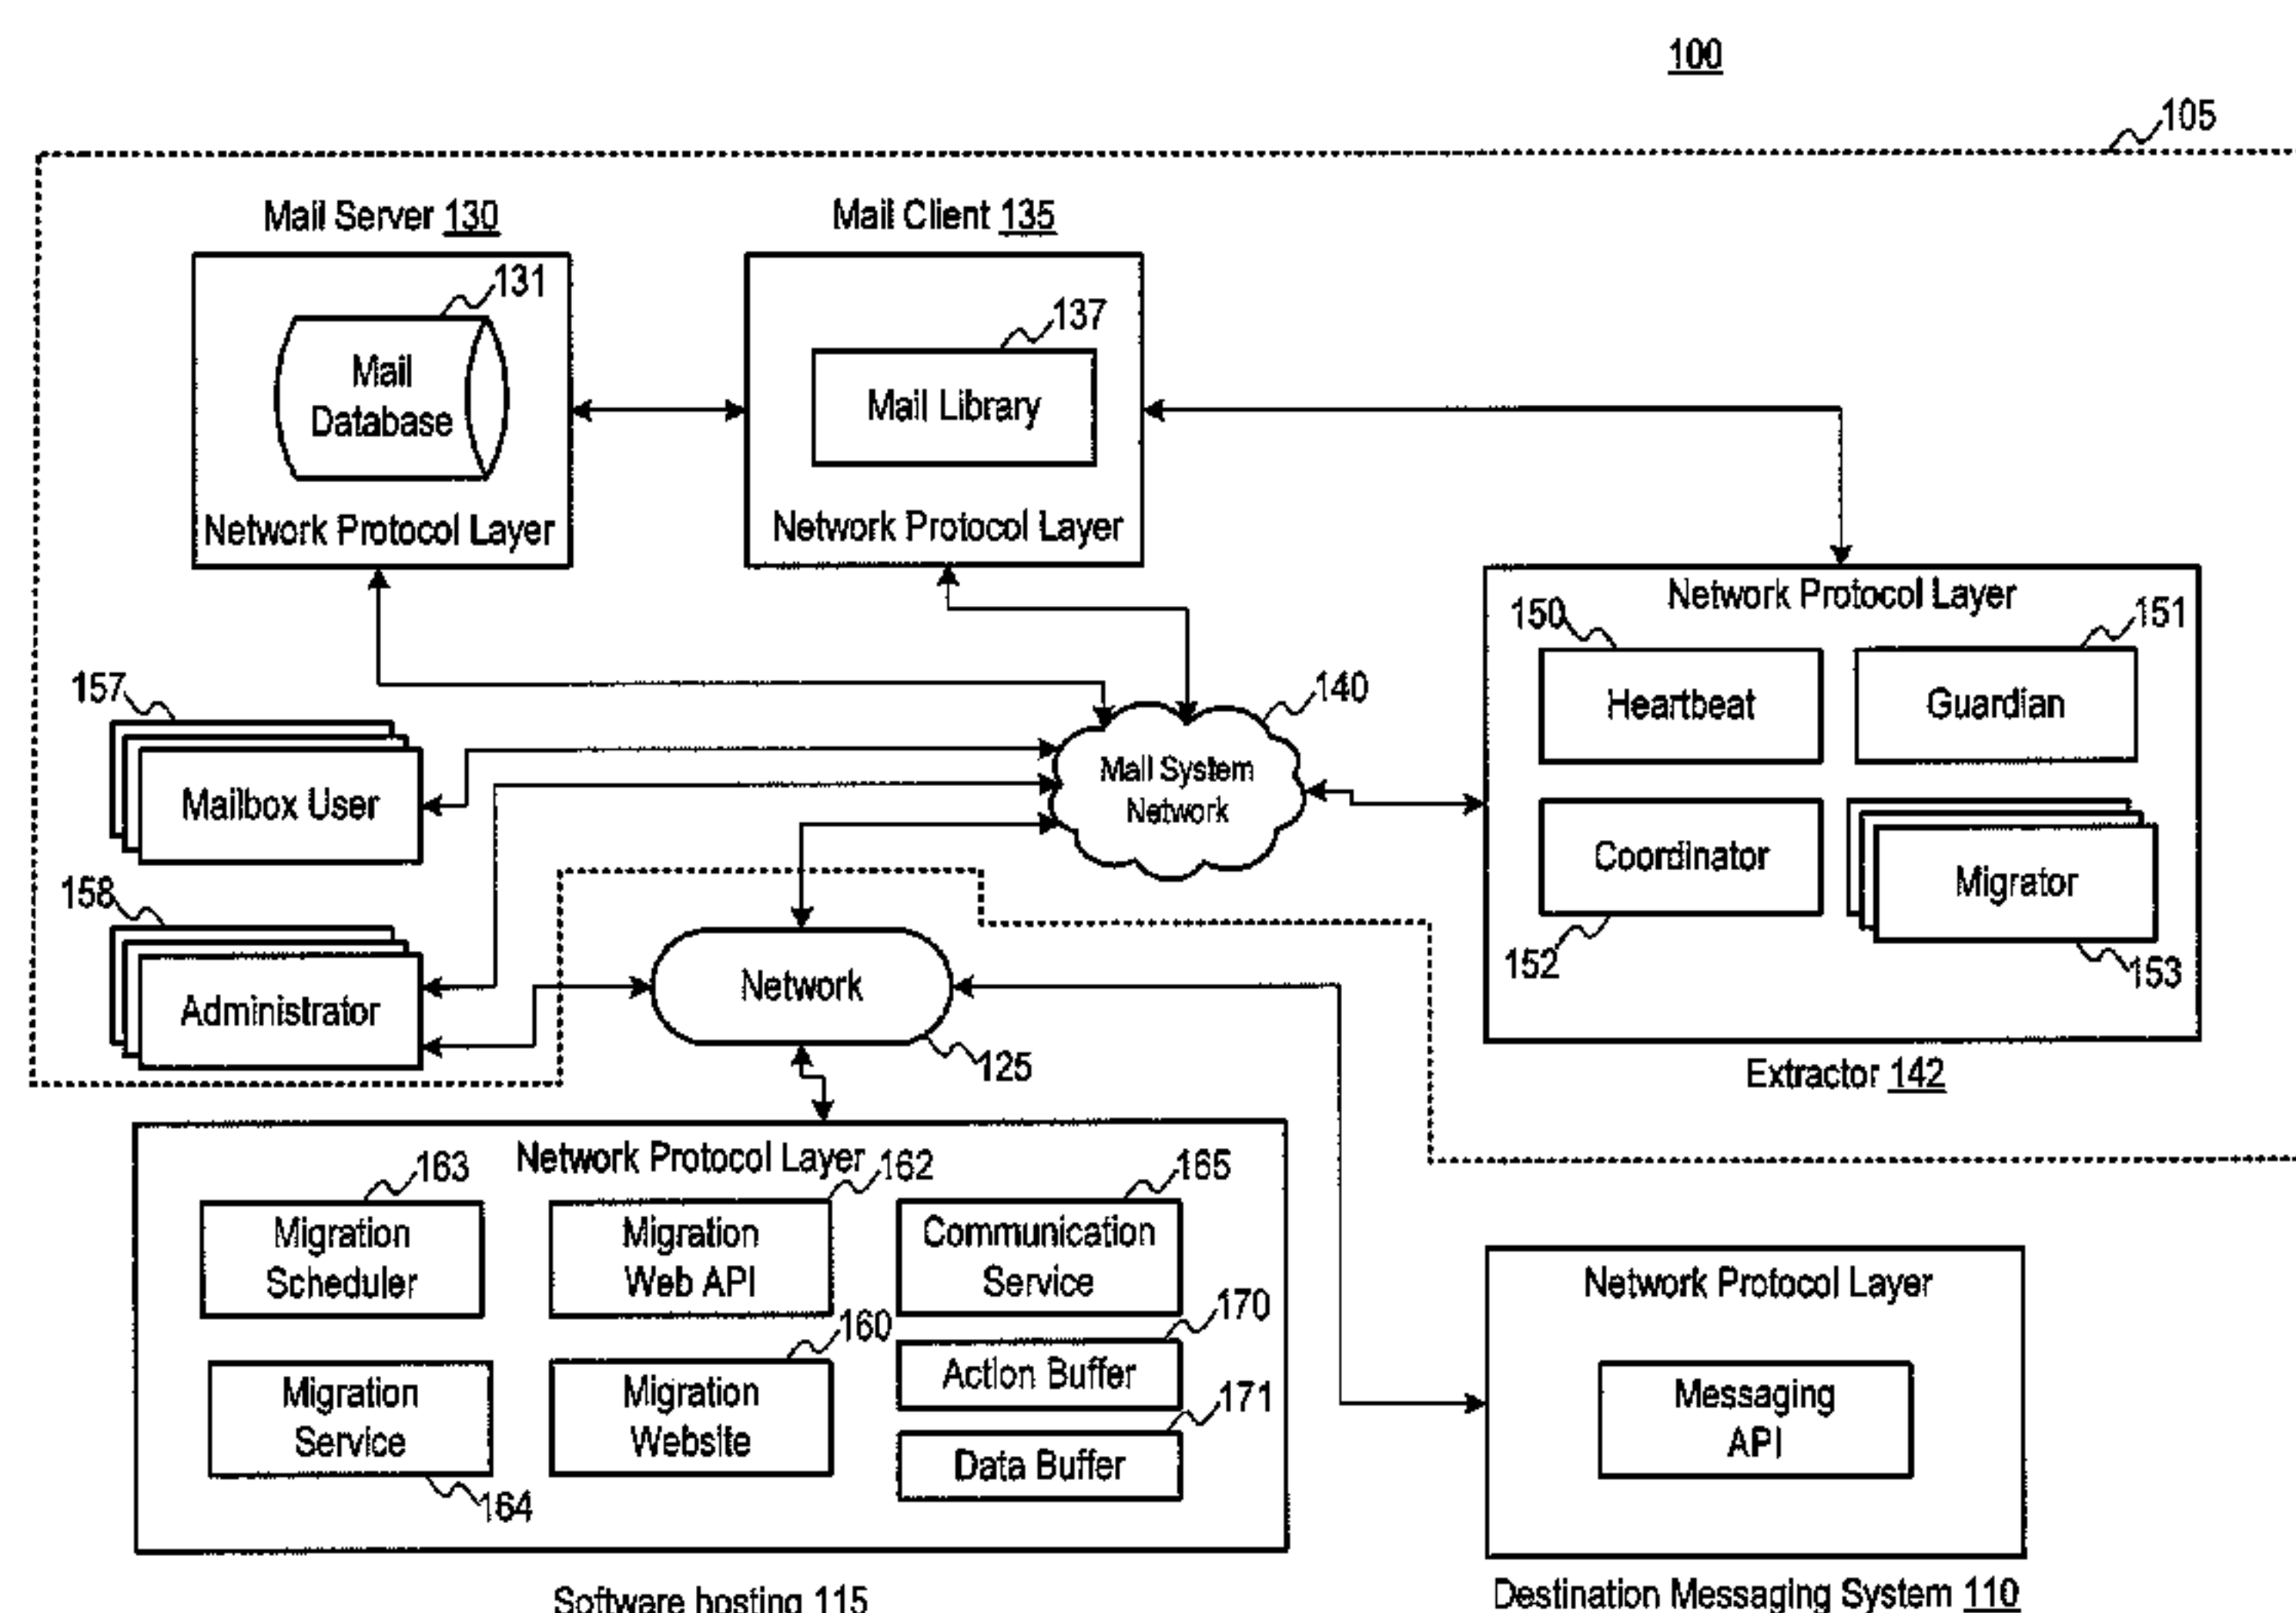 100
105
Mail Server 130
Mail Client 135
131
137
Mail
Database
Mail Library
Network Protocol Layer
Network Protocol Layer
Network Protocol Layer
150
151
Heartbeat
Guardian
157
140
Mailbox User
Mail System
Network
Coordinator
Migrator
152
153
158
Administrator
Network
125
Extractor 142
Network Protocol Layer
163
162
165
Migration
Scheduler
Migration
Web API
Communication
Service
170
160
Action Buffer
171
Migration
Service
Migration
Website
Data Buffer
164
Network Protocol Layer
Messaging
API
Software hosting 115
Destination Messaging System 110